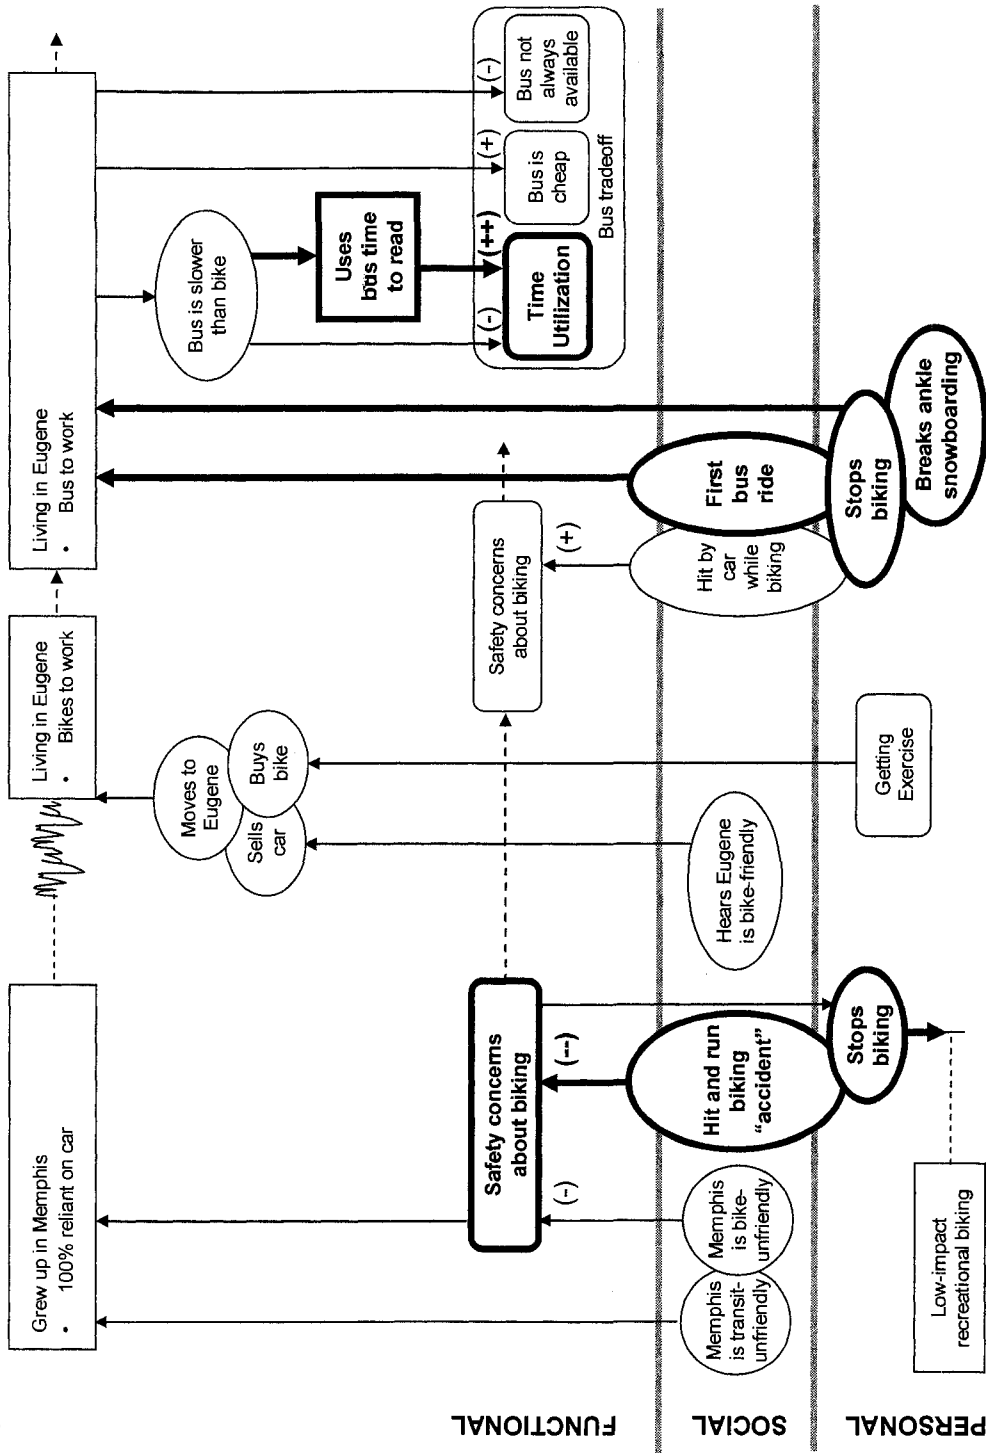 Grew up in Memphis
• 100% reliant on car
Living in Eugene
• Bikes to work
Living in Eugene
• Bus to work
Moves to
Eugene
Sells
car
Buys
bike
Bus is slower
than bike
Uses
bus time
to read
(-)
(++)
(+)
(-)
Time
Utilization
Bus is
cheap
Bus not
always
available
Bus tradeoff
Safety concerns
about biking
(-)
(--)
Safety concerns
about biking
(+)
FUNCTIONAL
SOCIAL
Memphis
is transit-
unfriendly
Memphis
is bike-
unfriendly
Hit and run
biking
“accident”
Hears Eugene
is bike-friendly
Hit by
car
while
biking
First
bus
ride
PERSONAL
Low-impact
recreational biking
Stops
biking
Getting
Exercise
Stops
biking
Breaks ankle
snowboarding